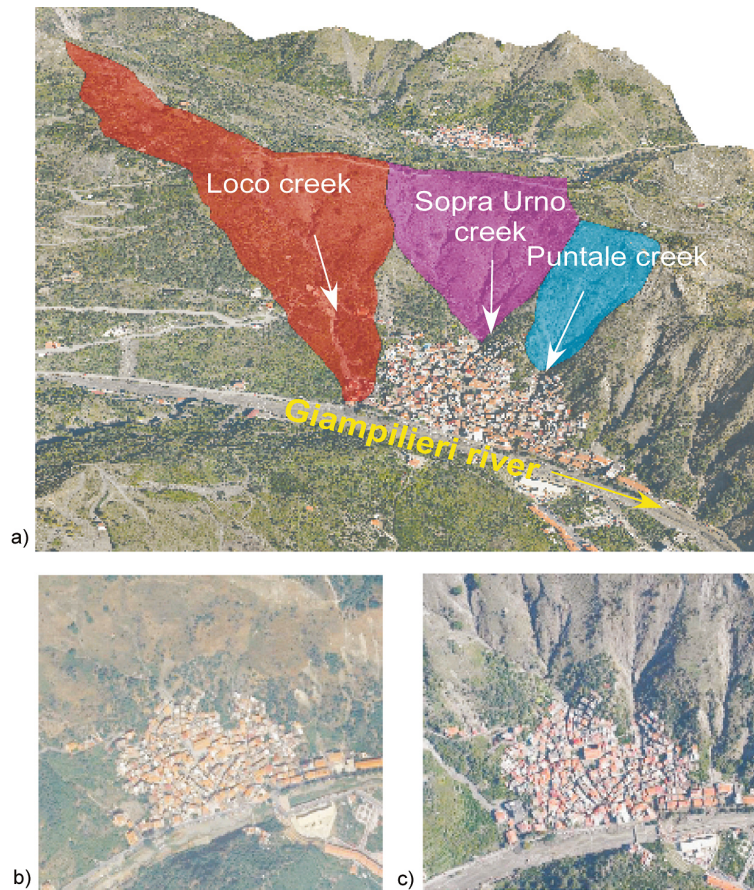 Loco creek
Sopra Urno
creek
Puntale creek
Giampilieri river
a)
b)
c)